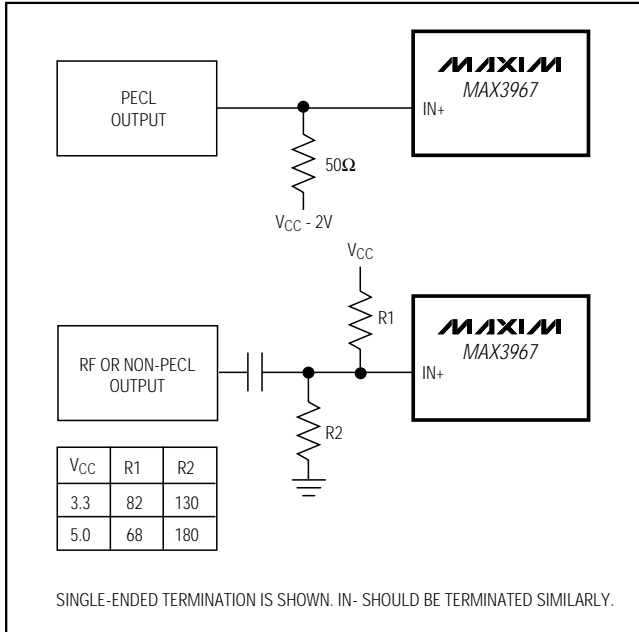 PECL
OUTPUT
MAXIM
MAX3967
IN+
50Ω
VCC - 2V
VCC
R1
RF OR NON-PECL
OUTPUT
MAXIM
MAX3967
IN+
R2
VCC R1 R2
3.3 82 130
5.0 68 180
SINGLE-ENDED TERMINATION IS SHOWN. IN- SHOULD BE TERMINATED SIMILARLY.